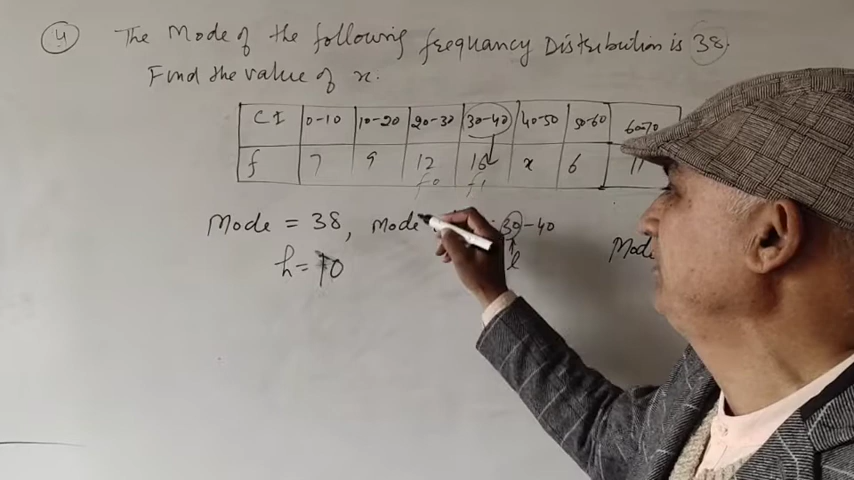 4 The Mode of the following frequancy Distribution is 38.
Find the value of x.
CI 0-10 10-20 20-30 30-40 40-50 50-60 60-70
f 7 9 12 16 x 6 11
f0 f1
Mode = 38, Mode 30-40 Mod
h = 10 l